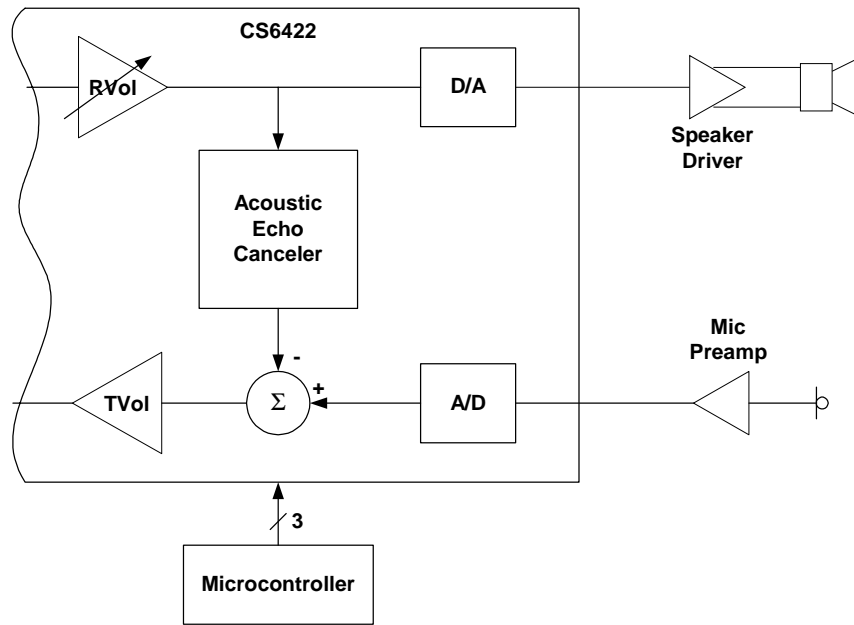 CS6422
RVol
D/A
Speaker
Driver
Acoustic
Echo
Canceler
Mic
Preamp
-
+
TVol
Σ
A/D
3
Microcontroller